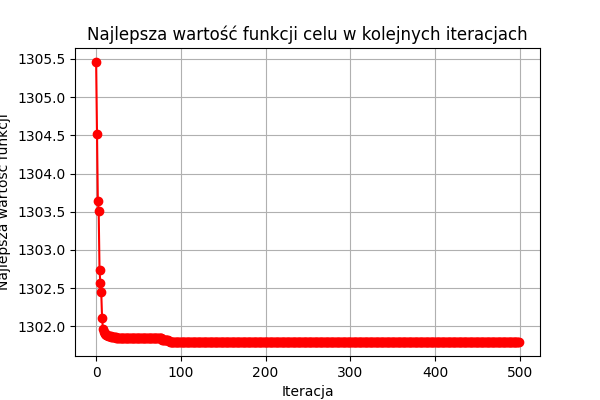 Najlepsza wartość funkcji celu w kolejnych iteracjach
1305.5
1305.0
1304.5
1304.0
1303.5
1303.0
1302.5
1302.0
Najlepsza wartość funkcji
0 100 200 300 400 500
Iteracja